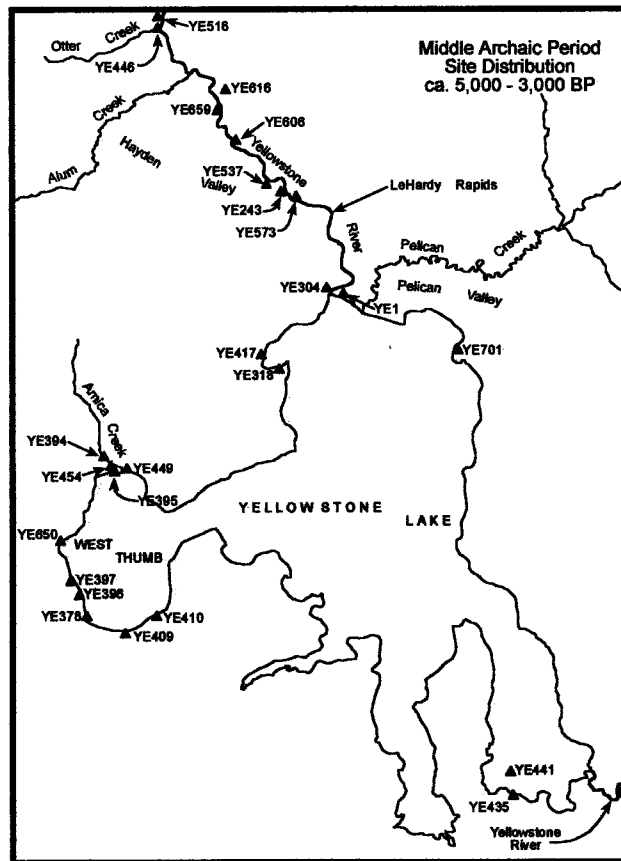 Middle Archaic Period
Site Distribution
ca. 5,000 - 3,000 BP
Otter Creek
YE516
YE446
YE616
YE659
Alum Creek
Hayden
Valley
YE606
Yellowstone
River
YE537
YE243
YE573
LeHardy Rapids
Pelican Creek
Pelican Valley
YE304
YE1
YE417
YE318
YE701
Arnica
Creek
YE394
YE454
YE449
YE395
YELLOWSTONE
LAKE
YE650
WEST
THUMB
YE397
YE396
YE378
YE410
YE409
YE441
YE435
Yellowstone
River